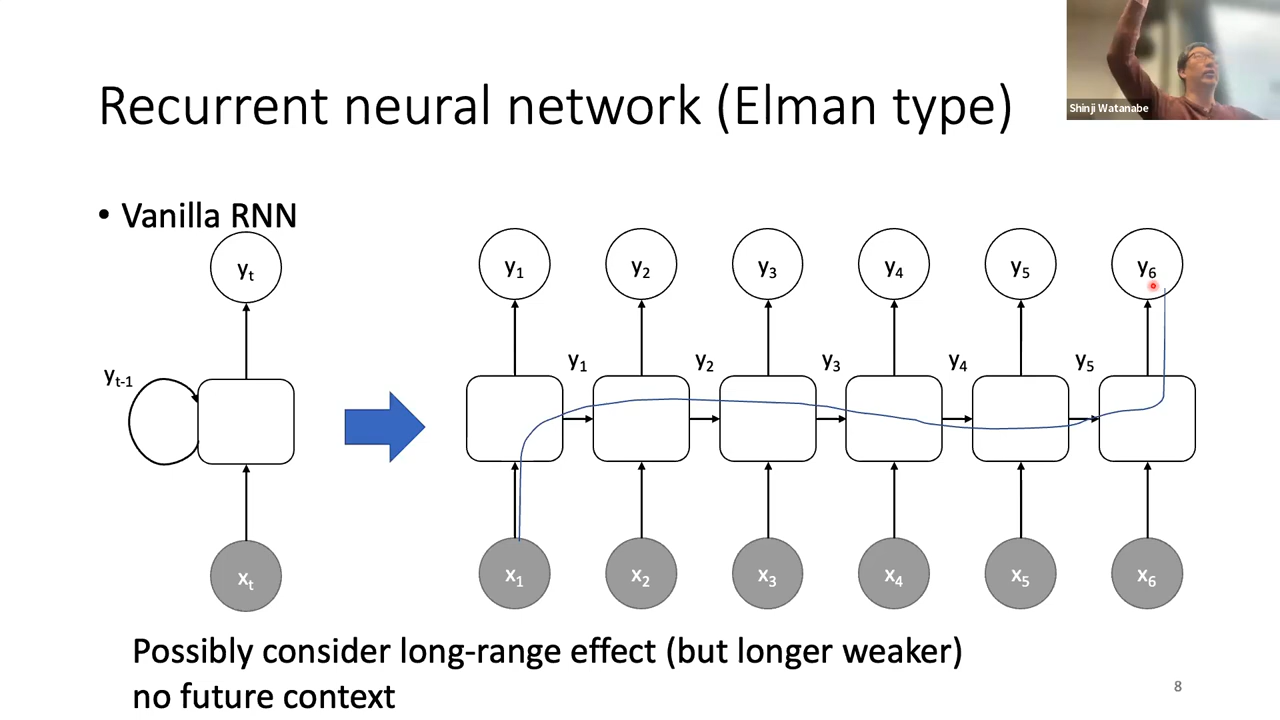 Shinji Watanabe
Recurrent neural network (Elman type)
• Vanilla RNN
yt
y1 y2 y3 y4 y5 y6
yt-1
y1 y2 y3 y4 y5
xt
x1 x2 x3 x4 x5 x6
Possibly consider long-range effect (but longer weaker)
no future context
8